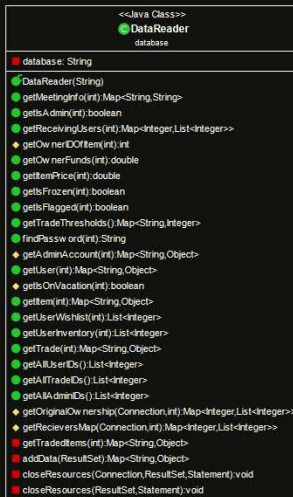 <<Java Class>>
DataReader
database
database: String
DataReader(String)
getMeetingInfo(int):Map<String,String>
getIsAdmin(int):boolean
getReceivingUsers(int):Map<Integer,List<Integer>>
getOwnerIDOfItem(int):int
getOwnerFunds(int):double
getItemPrice(int):double
getIsFrozen(int):boolean
getIsFlagged(int):boolean
getTradeThresholds():Map<String,Integer>
findPassword(int):String
getAdminAccount(int):Map<String,Object>
getUser(int):Map<String,Object>
getIsOnVacation(int):boolean
getItem(int):Map<String,Object>
getUserWishlist(int):List<Integer>
getUserInventory(int):List<Integer>
getTrade(int):Map<String,Object>
getAllUserIDs():List<Integer>
getAllTradeIDs():List<Integer>
getAllAdminIDs():List<Integer>
getOriginalOwnership(Connection,int):Map<Integer,List<Integer>>
getRecieversMap(Connection,int):Map<Integer,List<Integer>>
getTradedItems(int):Map<String,Object>
addData(ResultSet):Map<String,Object>
closeResources(Connection,ResultSet,Statement):void
closeResources(ResultSet,Statement):void